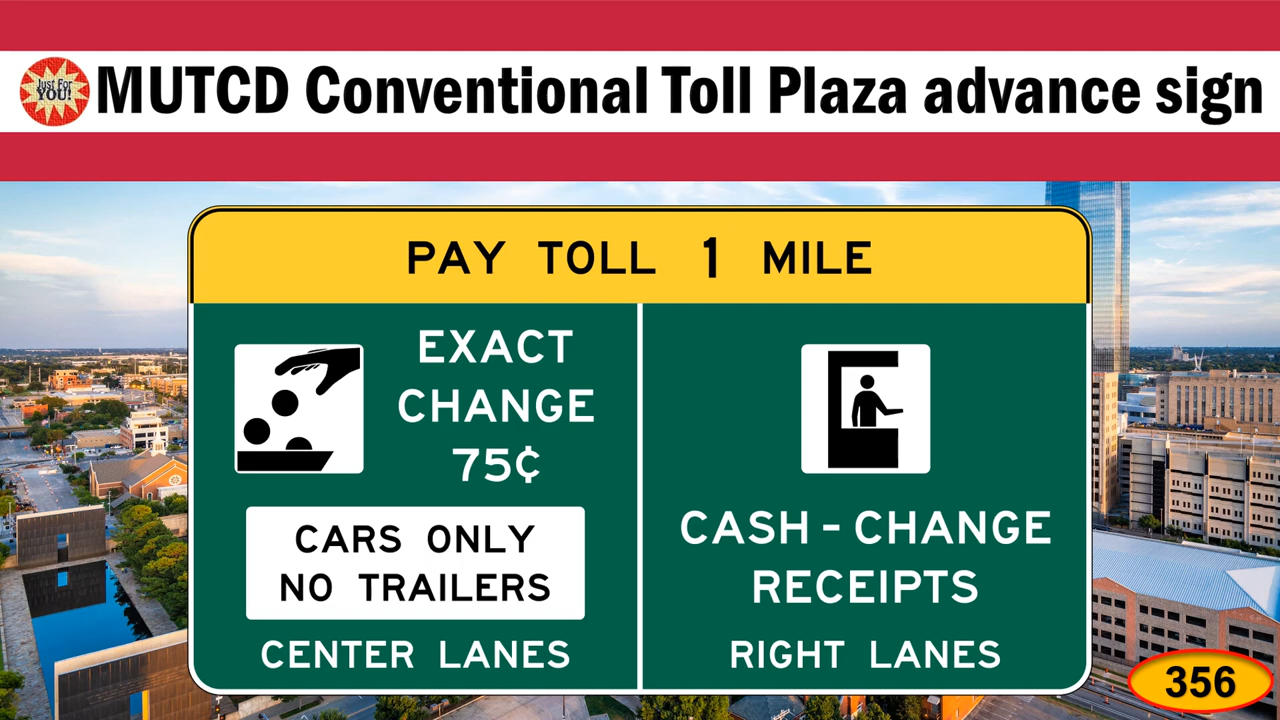 Just For
YOU!
MUTCD Conventional Toll Plaza advance sign
PAY TOLL 1 MILE
EXACT
CHANGE
75¢
CARS ONLY
NO TRAILERS
CENTER LANES
CASH - CHANGE
RECEIPTS
RIGHT LANES
356